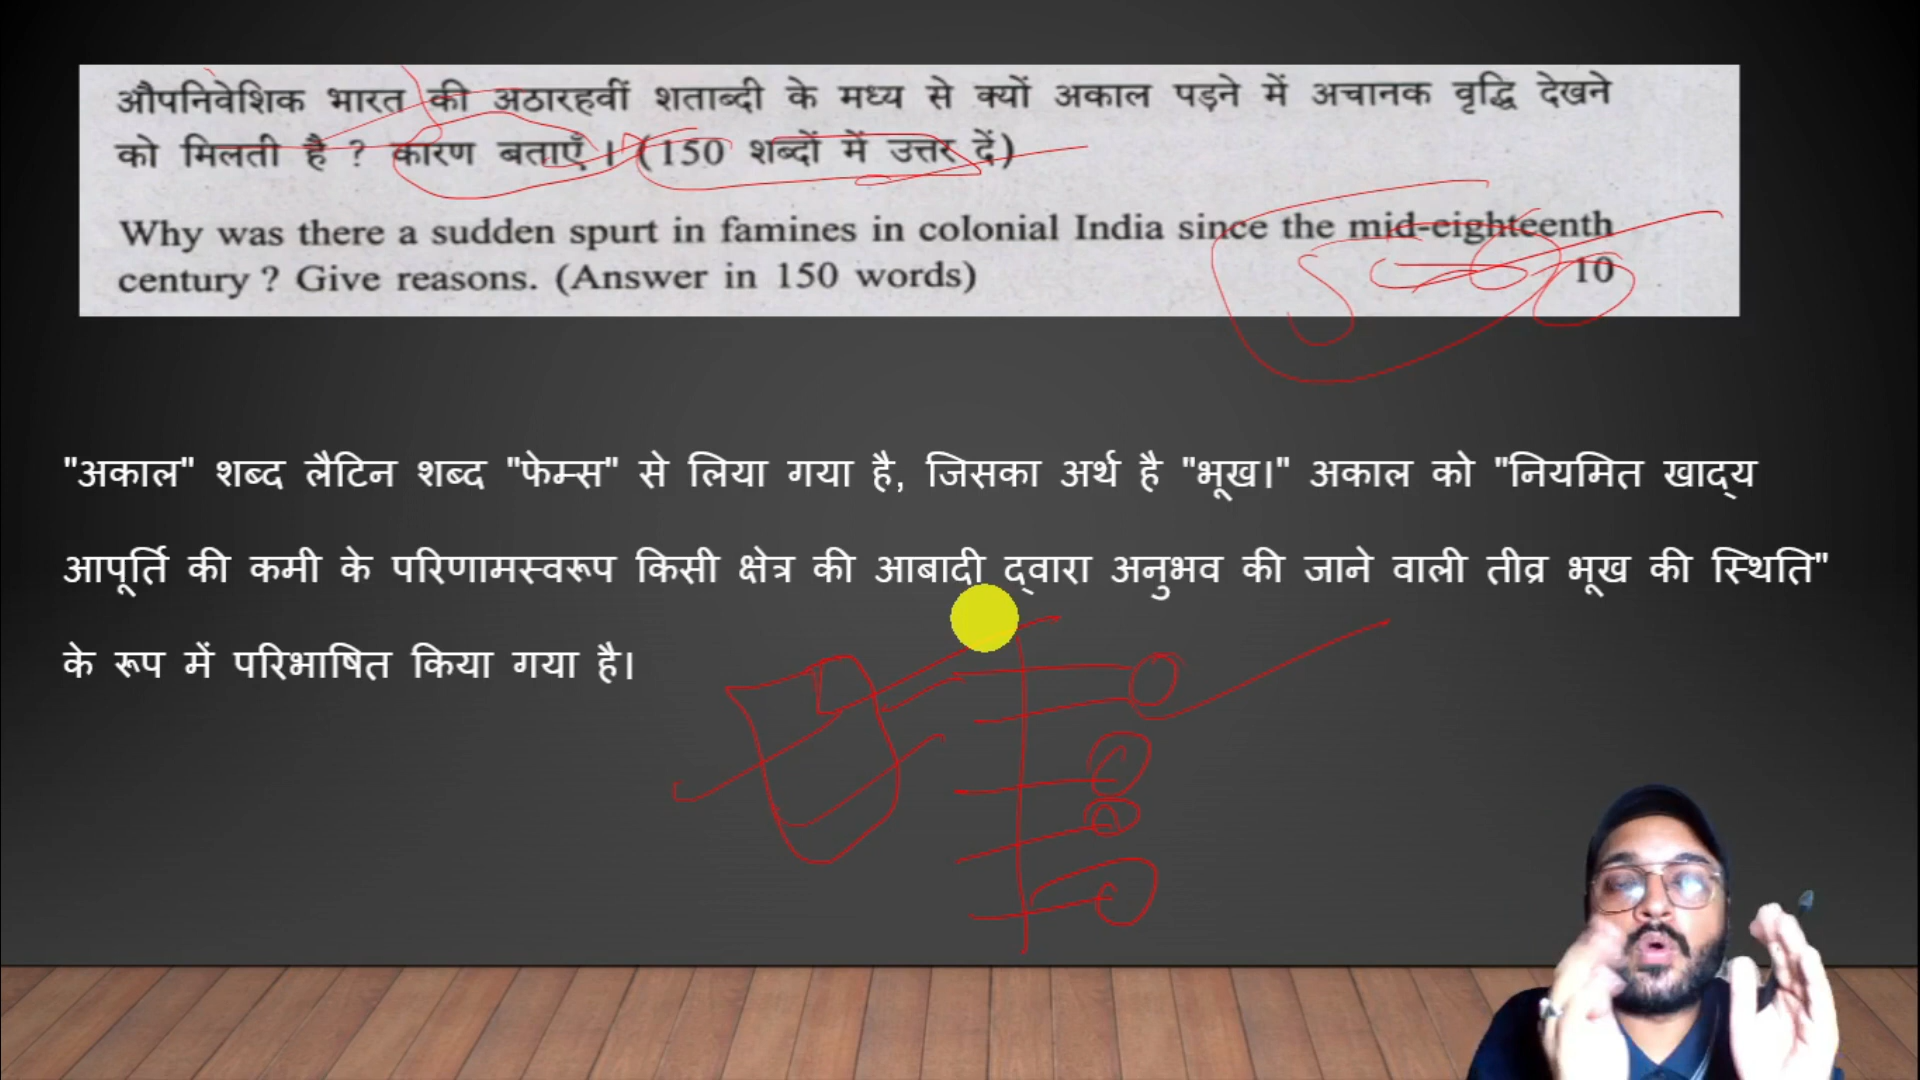 औपनिवेशिक भारत की अठारहवीं शताब्दी के मध्य से क्यों अकाल पड़ने में अचानक वृद्धि देखने
को मिलती है ? कारण बताएँ । (150 शब्दों में उत्तर दें)
Why was there a sudden spurt in famines in colonial India since the mid-eighteenth
century ? Give reasons. (Answer in 150 words) 10
"अकाल" शब्द लैटिन शब्द "फेम्स" से लिया गया है, जिसका अर्थ है "भूख।" अकाल को "नियमित खाद्य
आपूर्ति की कमी के परिणामस्वरूप किसी क्षेत्र की आबादी द्वारा अनुभव की जाने वाली तीव्र भूख की स्थिति"
के रूप में परिभाषित किया गया है।